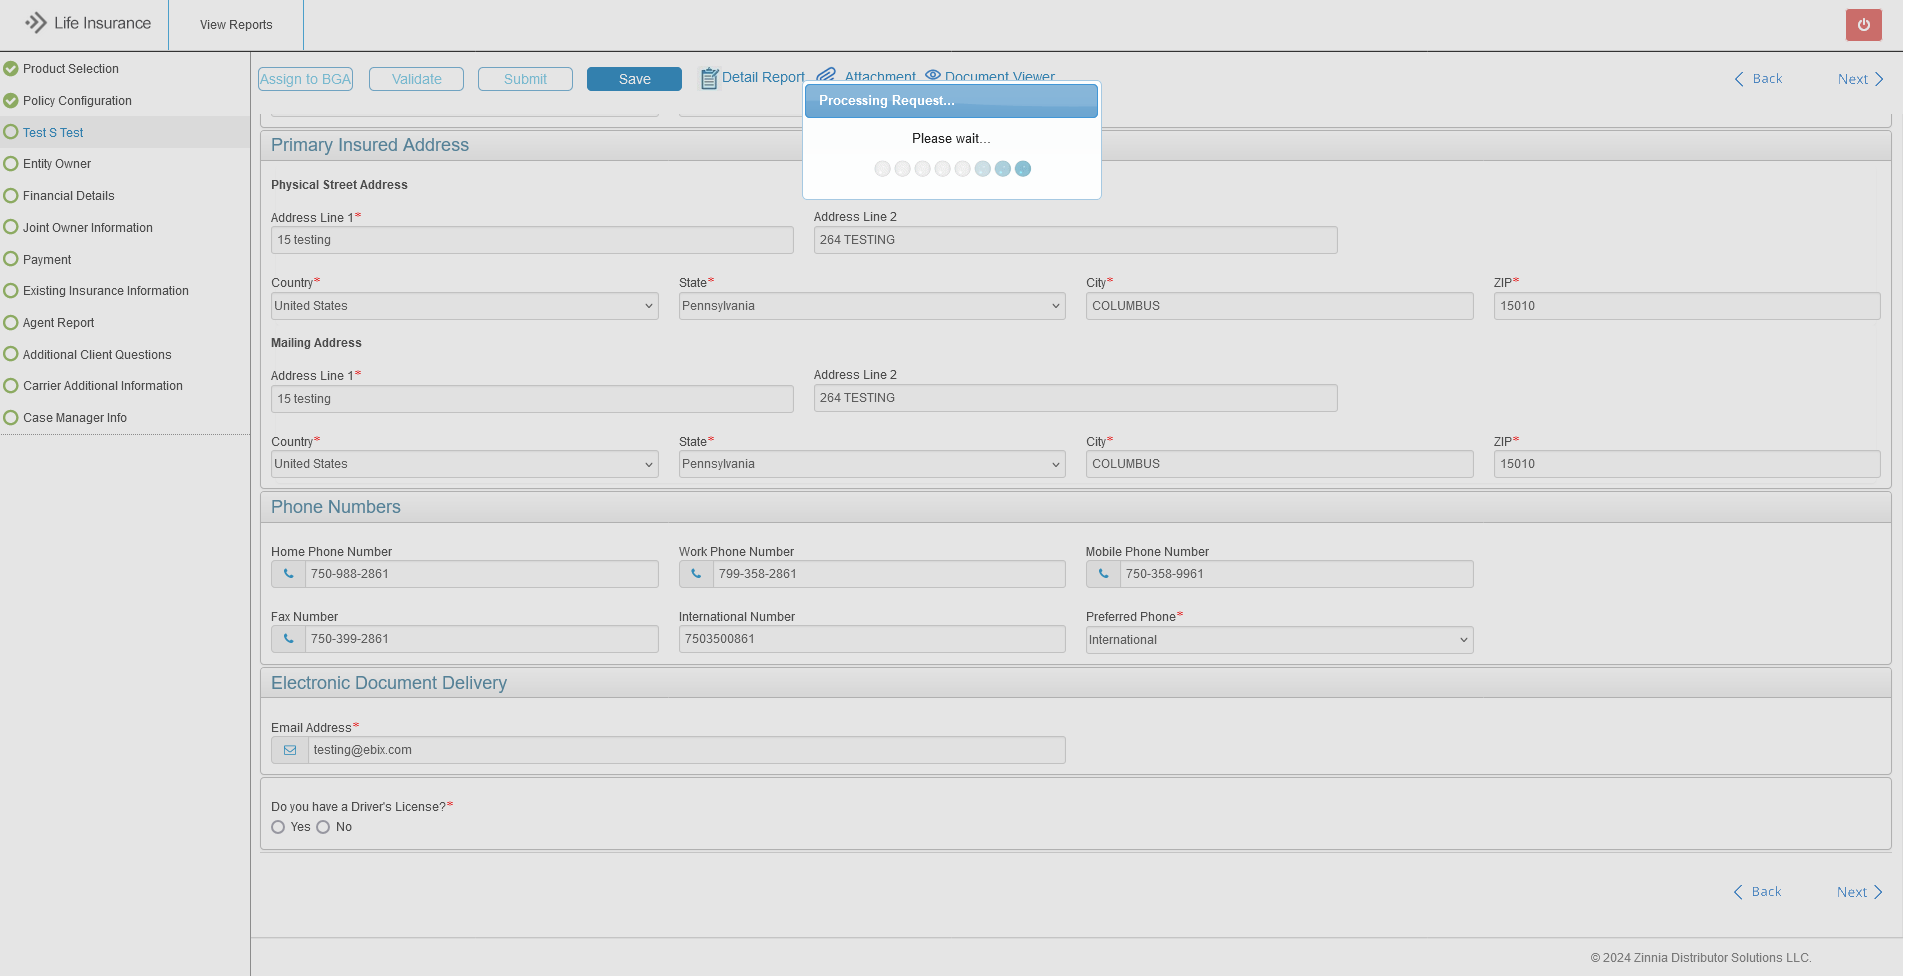 Life Insurance
View Reports
Product Selection
Policy Configuration
Test S Test
Entity Owner
Financial Details
Joint Owner Information
Payment
Existing Insurance Information
Agent Report
Additional Client Questions
Carrier Additional Information
Case Manager Info
Assign to BGA Validate Submit Save Detail Report Attachment Document Viewer Back Next
Processing Request...
Please wait...
Primary Insured Address
Physical Street Address
Address Line 1* Address Line 2
15 testing 264 TESTING
Country* State* City* ZIP*
United States Pennsylvania COLUMBUS 15010
Mailing Address
Address Line 1* Address Line 2
15 testing 264 TESTING
Country* State* City* ZIP*
United States Pennsylvania COLUMBUS 15010
Phone Numbers
Home Phone Number Work Phone Number Mobile Phone Number
750-988-2861 799-358-2861 750-358-9961
Fax Number International Number Preferred Phone*
750-399-2861 7503500861 International
Electronic Document Delivery
Email Address*
testing@ebix.com
Do you have a Driver's License?*
Yes No
Back Next
© 2024 Zinnia Distributor Solutions LLC.